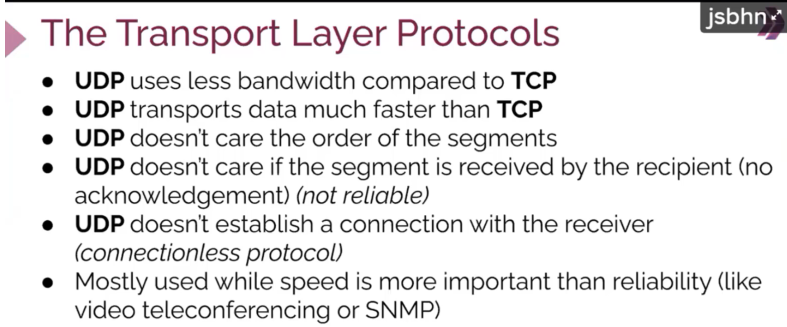 jsbhn
The Transport Layer Protocols
● UDP uses less bandwidth compared to TCP
● UDP transports data much faster than TCP
● UDP doesn't care the order of the segments
● UDP doesn't care if the segment is received by the recipient (no
acknowledgement) (not reliable)
● UDP doesn't establish a connection with the receiver
(connectionless protocol)
● Mostly used while speed is more important than reliability (like
video teleconferencing or SNMP)